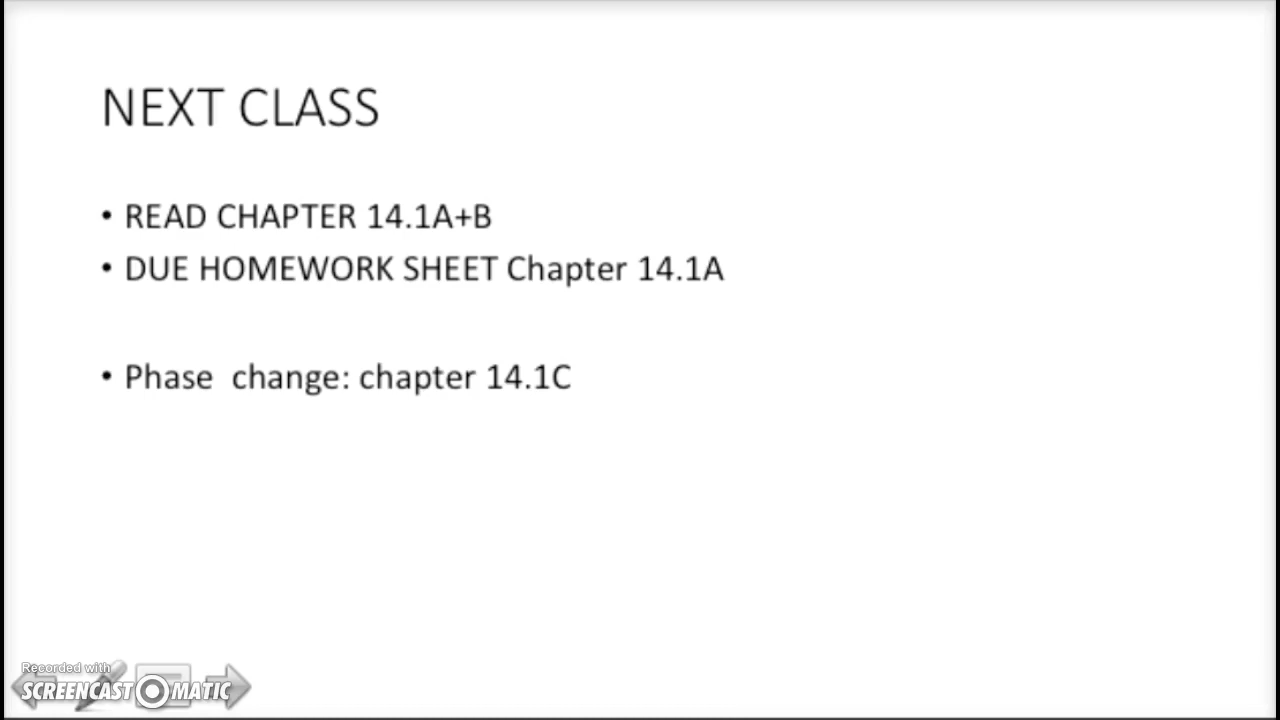 NEXT CLASS
• READ CHAPTER 14.1A+B
• DUE HOMEWORK SHEET Chapter 14.1A
• Phase change: chapter 14.1C
Recorded with
SCREENCAST MATIC